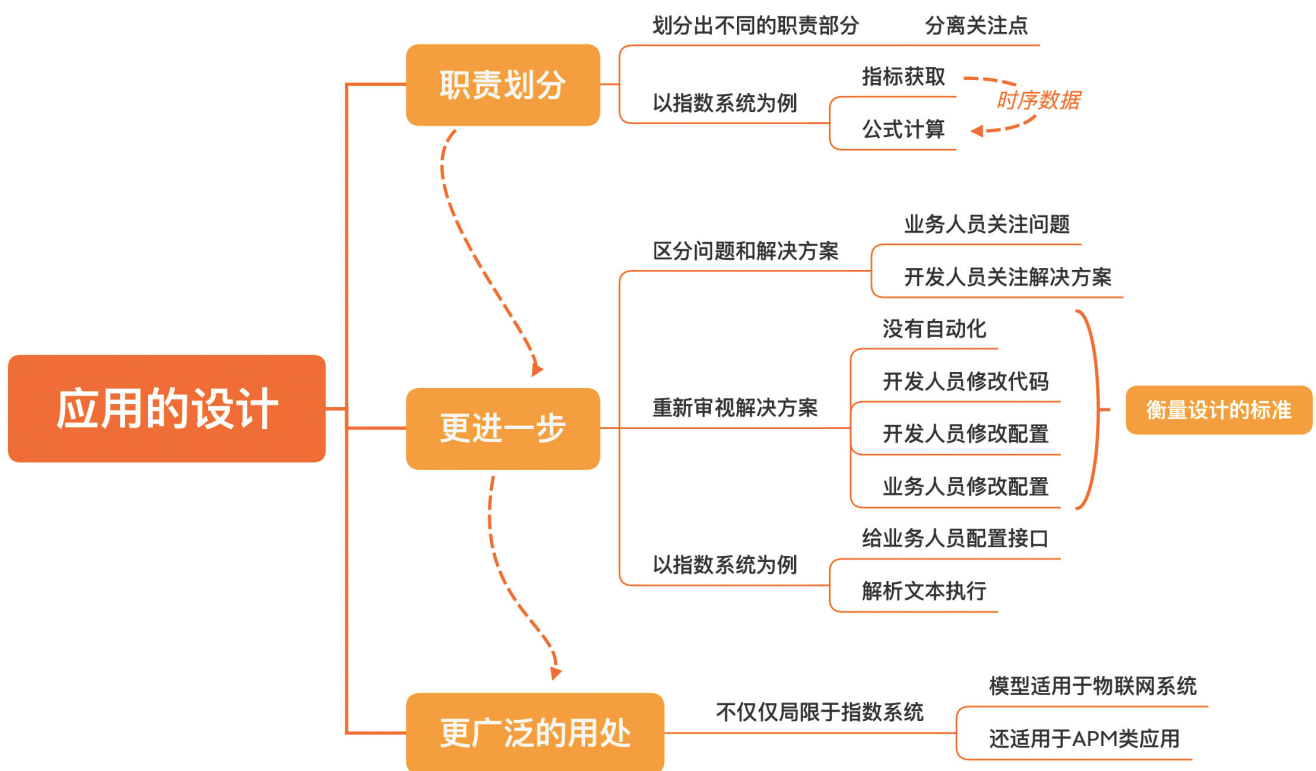 应用的设计
职责划分
划分出不同的职责部分
分离关注点
以指数系统为例
指标获取
时序数据
公式计算
更进一步
区分问题和解决方案
业务人员关注问题
开发人员关注解决方案
重新审视解决方案
没有自动化
开发人员修改代码
开发人员修改配置
业务人员修改配置
衡量设计的标准
以指数系统为例
给业务人员配置接口
解析文本执行
更广泛的用处
不仅仅局限于指数系统
模型适用于物联网系统
还适用于APM类应用